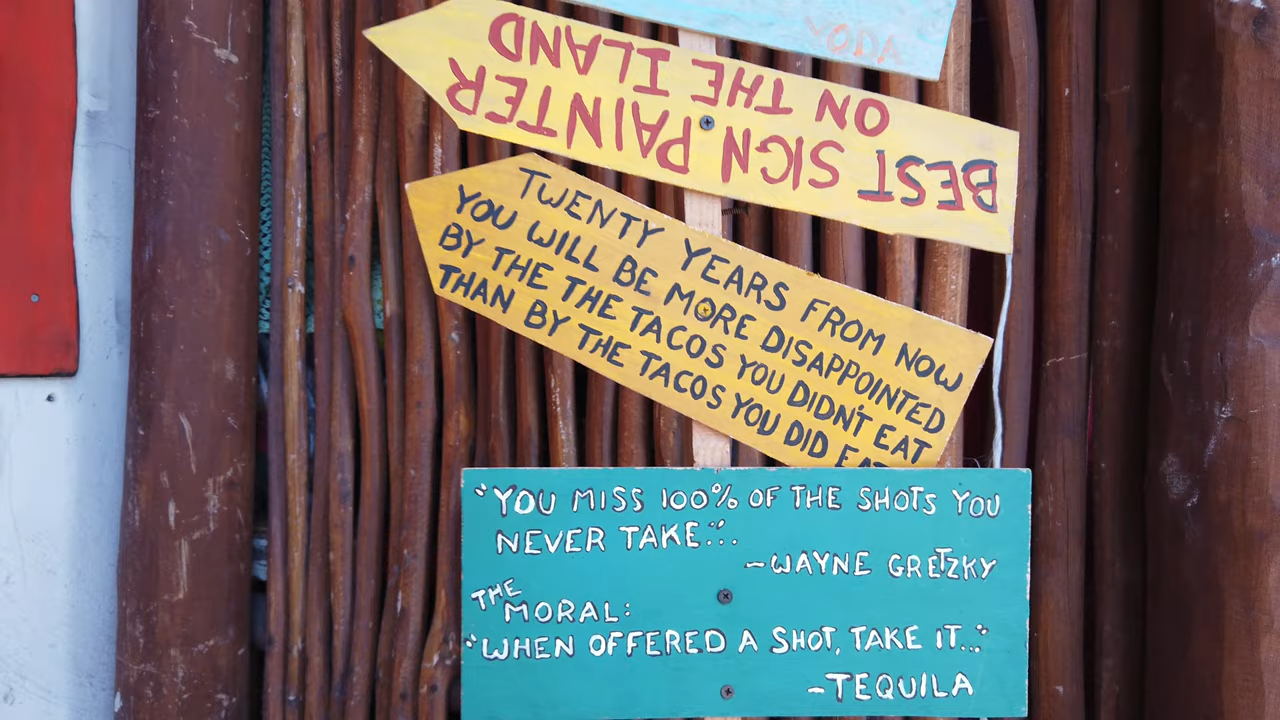 YODA
BEST SIGN PAINTER
ON THE ILAND
TWENTY YEARS FROM NOW
YOU WILL BE MORE DISAPPOINTED
BY THE THE TACOS YOU DIDN'T EAT
THAN BY THE TACOS YOU DID EAT
"YOU MISS 100% OF THE SHOTS YOU
NEVER TAKE"..
~WAYNE GRETZKY
THE
MORAL:
"WHEN OFFERED A SHOT, TAKE IT..."
-TEQUILA